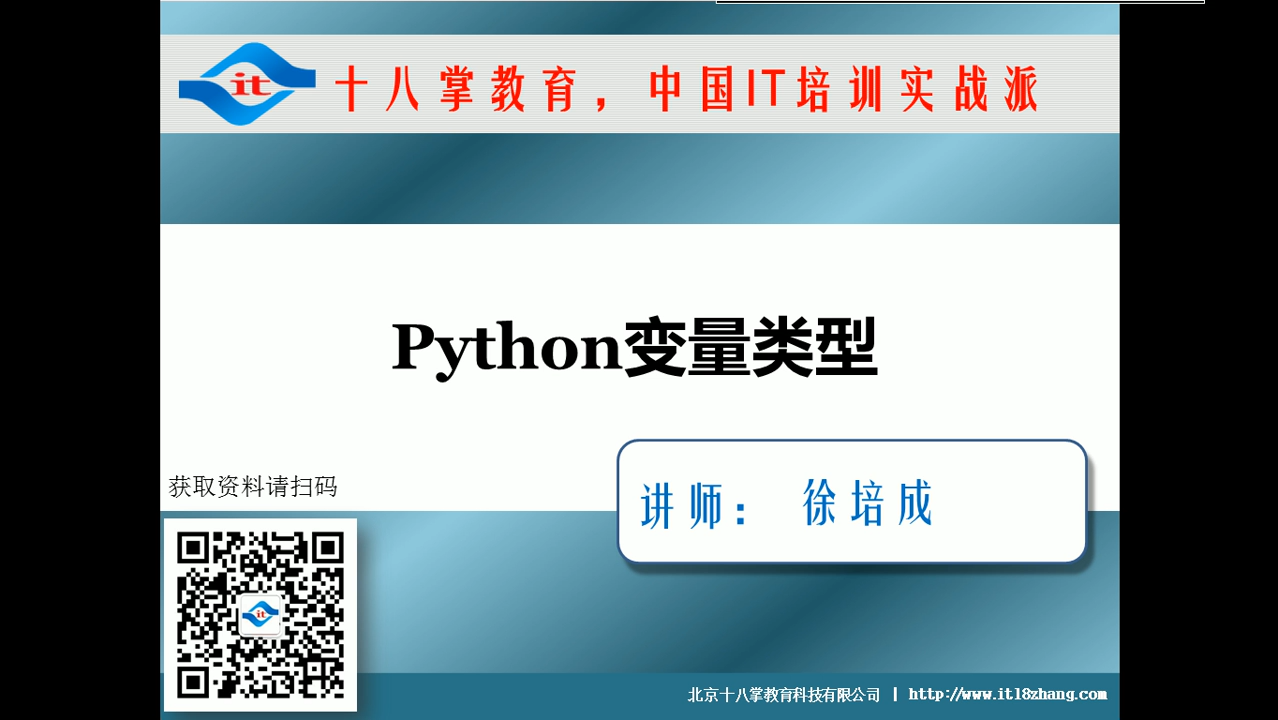 it 十八掌教育，中国IT培训实战派
Python变量类型
获取资料请扫码
讲师： 徐培成
it
北京十八掌教育科技有限公司 | http://www.it18zhang.com